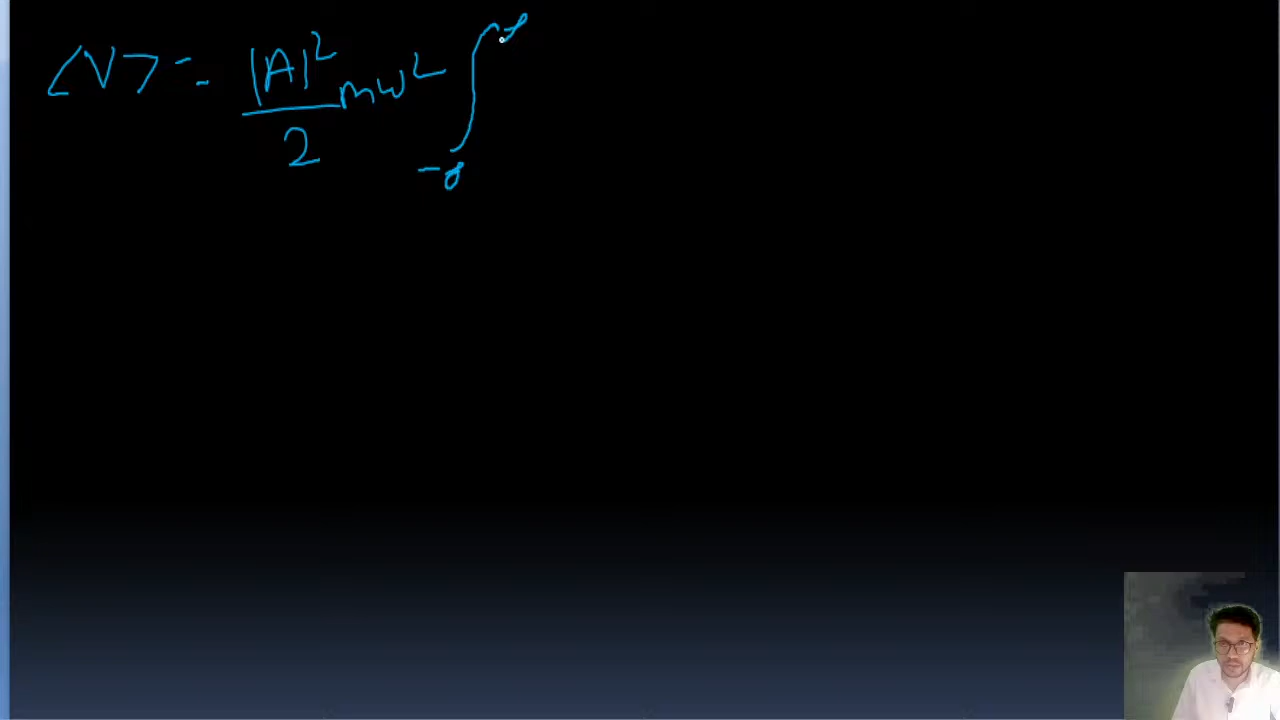 ⟨V⟩ = |A|²/2 mω² ∫_{-∞}^{∞}